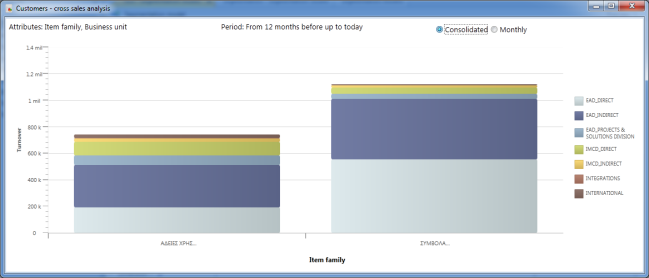 Customers - cross sales analysis
Attributes: Item family, Business unit
Period: From 12 months before up to today
Consolidated
Monthly
1.4 mil
1.2 mil
1 mil
800 k
600 k
400 k
200 k
0
Turnover
ΑΔΕΙΕΣ ΧΡΗΣ...
ΣΥΜΒΟΛΑ...
Item family
EAD_DIRECT
EAD_INDIRECT
EAD_PROJECTS &
SOLUTIONS DIVISION
IMCD_DIRECT
IMCD_INDIRECT
INTEGRATIONS
INTERNATIONAL